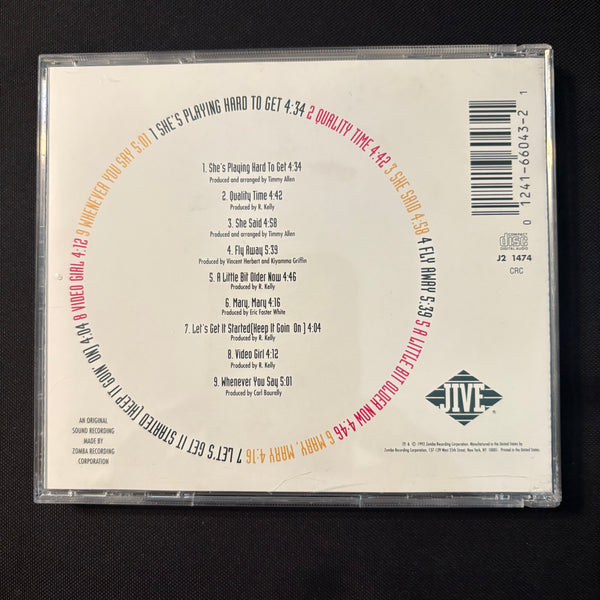 1 SHE'S PLAYING HARD TO GET 4:34 2 QUALITY TIME 4:42 3 SHE SAID 4:58 4 FLY AWAY 5:39 5 A LITTLE BIT OLDER NOW 4:46 6 MARY, MARY 4:16 7 LET'S GET IT STARTED (KEEP IT GOIN' ON) 4:04 8 VIDEO GIRL 4:12 9 WHENEVER YOU SAY 5:01
1. She's Playing Hard To Get 4:34
Produced and arranged by Timmy Allen
2. Quality Time 4:42
Produced by R. Kelly
3. She Said 4:58
Produced and arranged by Timmy Allen
4. Fly Away 5:39
Produced by Vincent Herbert and Kiyamma Griffin
5. A Little Bit Older Now 4:46
Produced by R. Kelly
6. Mary, Mary 4:16
Produced by Eric Foster White
7. Let's Get It Started(Keep It Goin On ) 4:04
Produced by R. Kelly
8. Video Girl 4:12
Produced by R. Kelly
9. Whenever You Say 5:01
Produced by Carl Bourelly
0 1241-66043-2 1
COMPACT
disc
DIGITAL AUDIO
J2 1474
CRC
JIVE
®
AN ORIGINAL
SOUND RECORDING
MADE BY
ZOMBA RECORDING
CORPORATION
℗ & © 1992 Zomba Recording Corporation. Manufactured in the United States by
Zomba Recording Corporation, 137-139 West 25th Street, New York, NY, 10001 Printed in the United States.